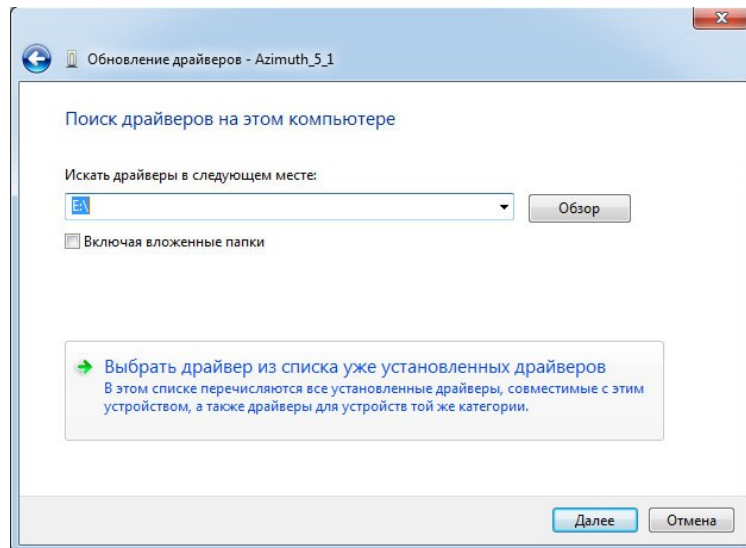 Обновление драйверов - Azimuth_5_1
Поиск драйверов на этом компьютере
Искать драйверы в следующем месте:
E:\
Обзор
Включая вложенные папки
Выбрать драйвер из списка уже установленных драйверов
В этом списке перечисляются все установленные драйверы, совместимые с этим
устройством, а также драйверы для устройств той же категории.
Далее
Отмена